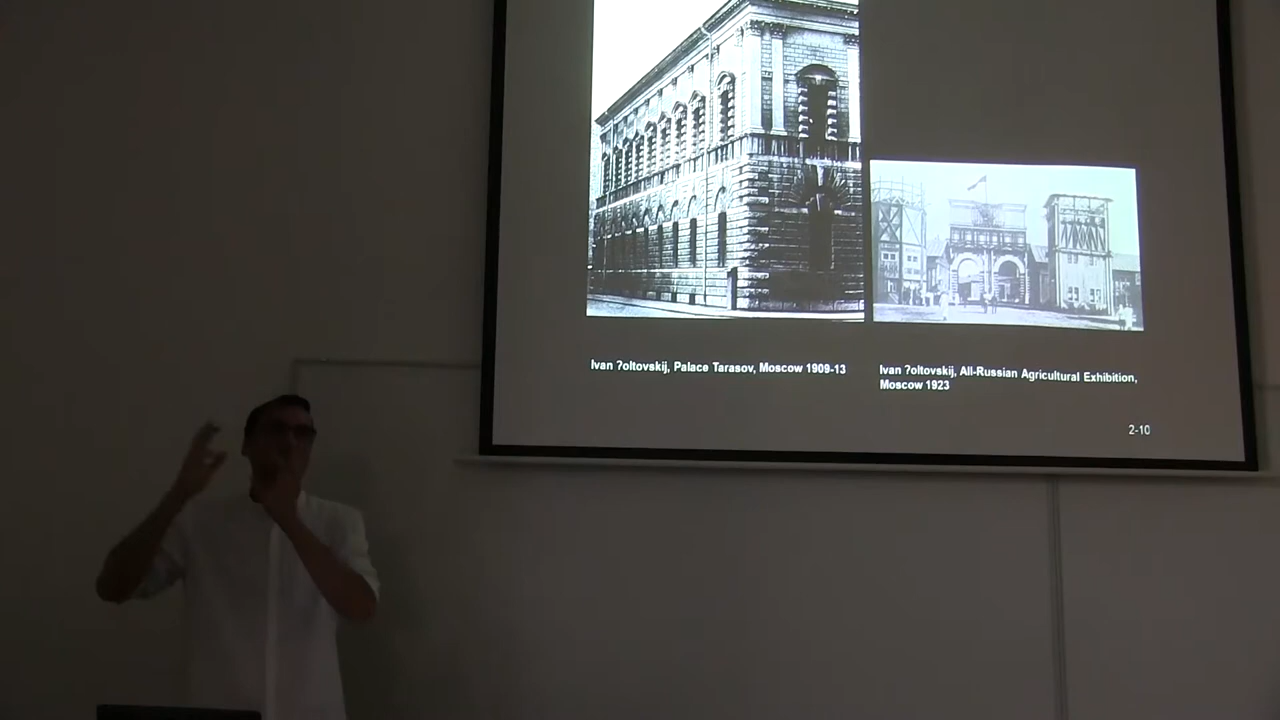 Ivan ?oltovskij, Palace Tarasov, Moscow 1909-13
Ivan ?oltovskij, All-Russian Agricultural Exhibition,
Moscow 1923
2-10